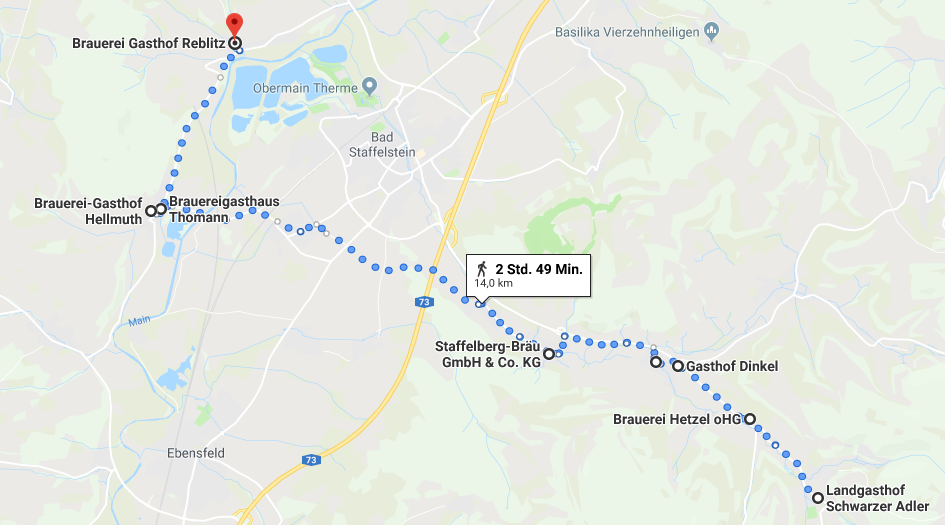 Basilika Vierzehnheiligen
Brauerei Gasthof Reblitz
Obermain Therme
Bad
Staffelstein
Brauerei-Gasthof
Hellmuth
Brauereigasthaus
Thomann
2 Std. 49 Min.
14,0 km
73
Main
Staffelberg-Bräu
GmbH & Co. KG
Gasthof Dinkel
Brauerei Hetzel oHG
Ebensfeld
73
Landgasthof
Schwarzer Adler